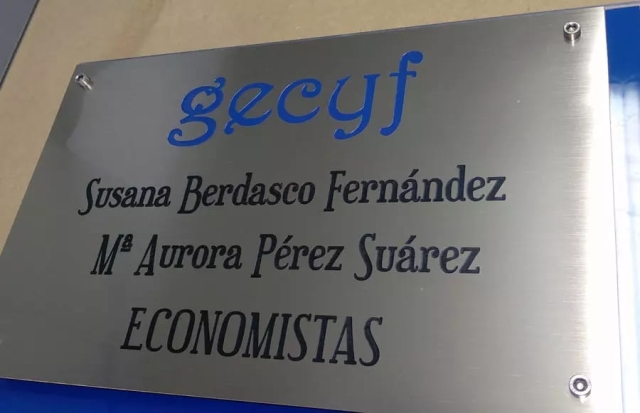 gecyf
Susana Berdasco Fernández
Mª Aurora Pérez Suárez
ECONOMISTAS